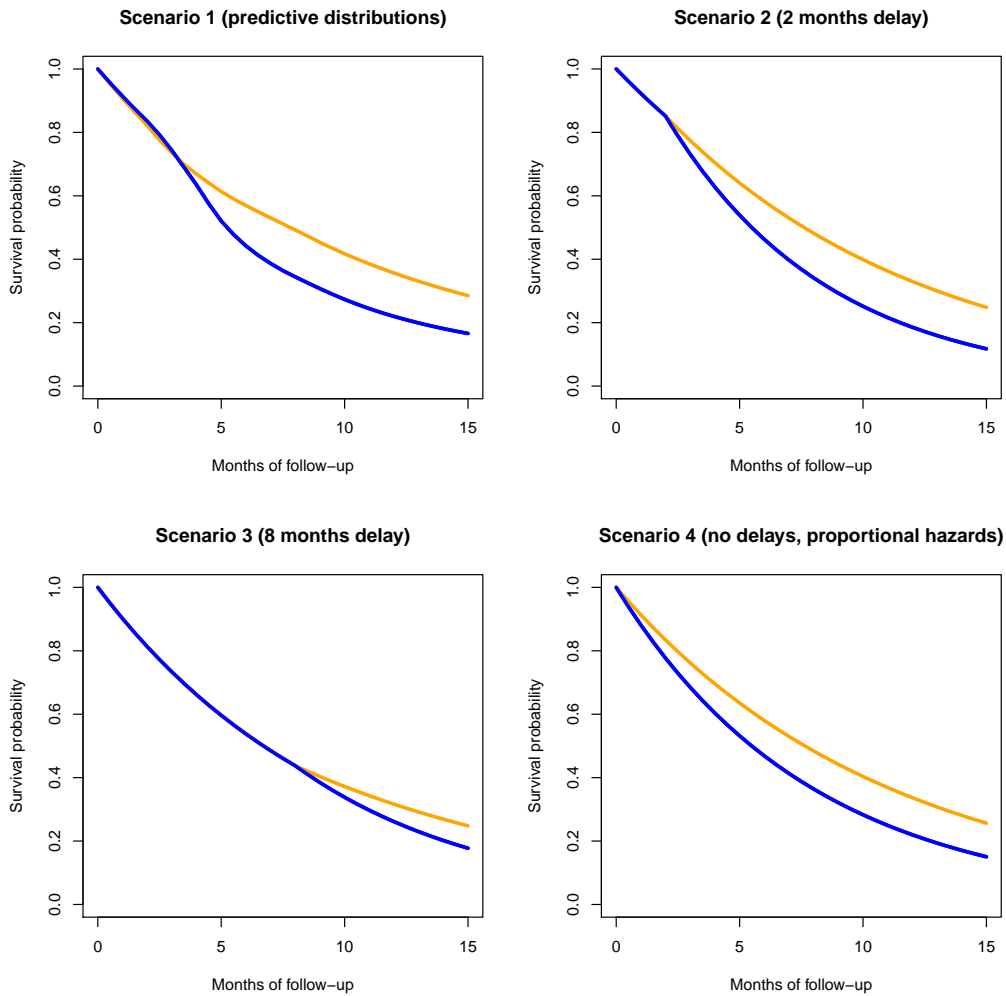 Scenario 1 (predictive distributions)
Survival probability
1.0
0.8
0.6
0.4
0.2
0.0
0 5 10 15
Months of follow−up
Scenario 2 (2 months delay)
Survival probability
1.0
0.8
0.6
0.4
0.2
0.0
0 5 10 15
Months of follow−up
Scenario 3 (8 months delay)
Survival probability
1.0
0.8
0.6
0.4
0.2
0.0
0 5 10 15
Months of follow−up
Scenario 4 (no delays, proportional hazards)
Survival probability
1.0
0.8
0.6
0.4
0.2
0.0
0 5 10 15
Months of follow−up